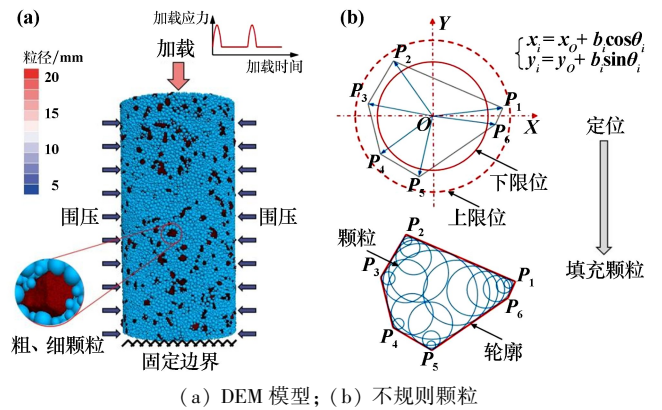 (a)
加载应力
加载
加载时间
粒径/mm
20
15
10
5
围压
围压
粗、细颗粒
固定边界
(b)
Y
xᵢ= x_O+ bᵢcosθᵢ
yᵢ= y_O+ bᵢsinθᵢ
P₂
P₃
P₁
O
X
P₆
P₄
P₅
定位
下限位
上限位
颗粒
P₂
P₃
P₁
填充颗粒
P₆
P₄
轮廓
P₅
(a) DEM 模型; (b) 不规则颗粒